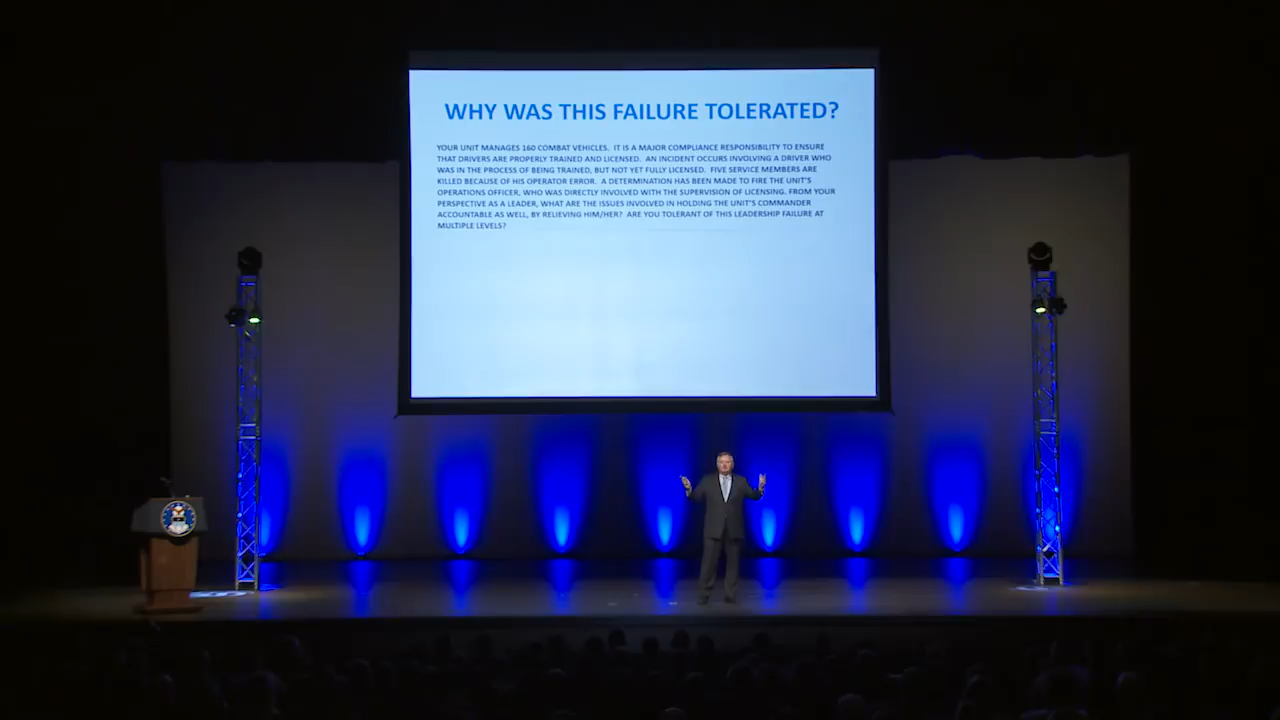 WHY WAS THIS FAILURE TOLERATED?
YOUR UNIT MANAGES 160 COMBAT VEHICLES. IT IS A MAJOR COMPLIANCE RESPONSIBILITY TO ENSURE
THAT DRIVERS ARE PROPERLY TRAINED AND LICENSED. AN INCIDENT OCCURS INVOLVING A DRIVER WHO
WAS IN THE PROCESS OF BEING TRAINED, BUT NOT YET FULLY LICENSED. FIVE SERVICE MEMBERS ARE
KILLED BECAUSE OF HIS OPERATOR ERROR. A DETERMINATION HAS BEEN MADE TO FIRE THE UNIT'S
OPERATIONS OFFICER, WHO WAS DIRECTLY INVOLVED WITH THE SUPERVISION OF LICENSING. FROM YOUR
PERSPECTIVE AS A LEADER, WHAT ARE THE ISSUES INVOLVED IN HOLDING THE UNIT'S COMMANDER
ACCOUNTABLE AS WELL, BY RELIEVING HIM/HER? ARE YOU TOLERANT OF THIS LEADERSHIP FAILURE AT
MULTIPLE LEVELS?